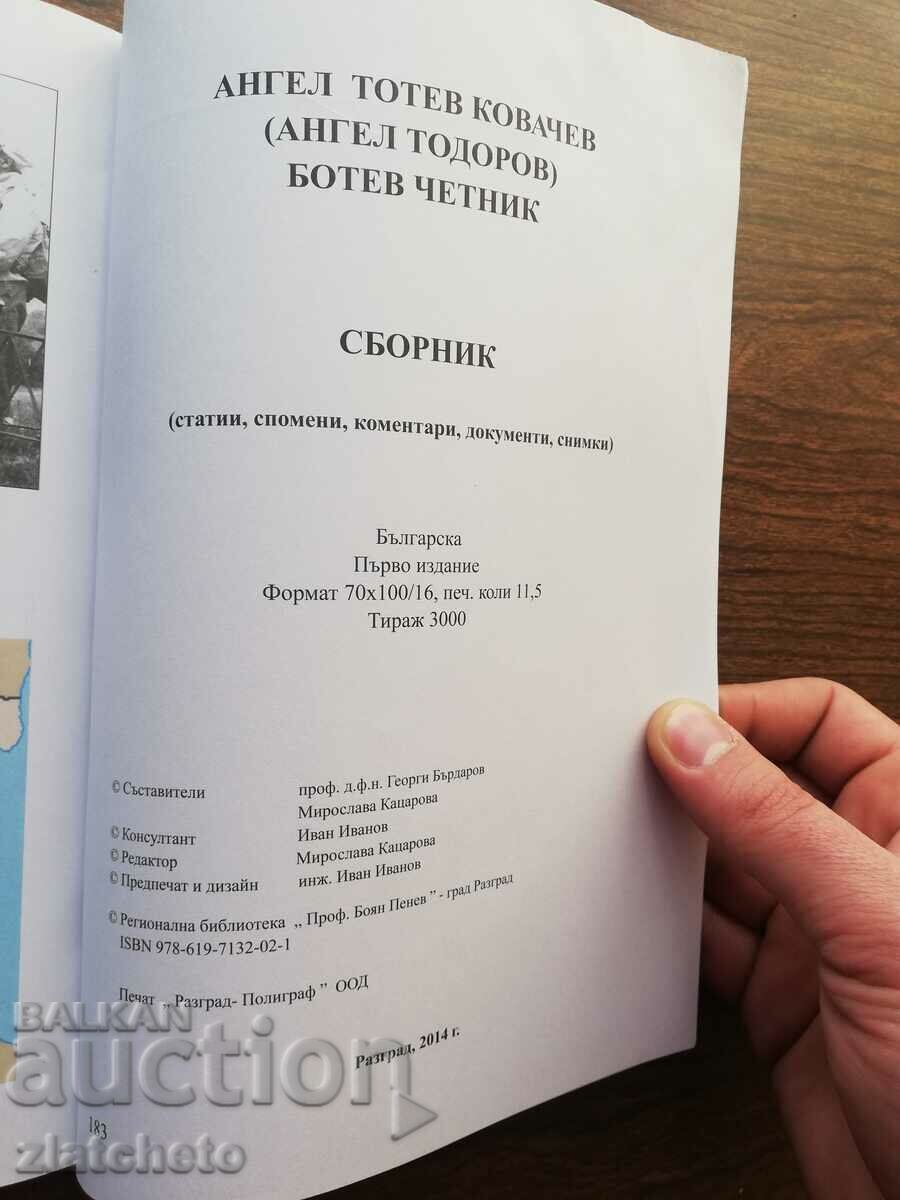 АНГЕЛ ТОТЕВ КОВАЧЕВ
(АНГЕЛ ТОДОРОВ)
БОТЕВ ЧЕТНИК
СБОРНИК
(статии, спомени, коментари, документи, снимки)
Българска
Първо издание
Формат 70х100/16, печ. коли 11,5
Тираж 3000
© Съставители проф. д.ф.н. Георги Бърдаров
Мирослава Кацарова
© Консултант Иван Иванов
© Редактор Мирослава Кацарова
© Предпечат и дизайн инж. Иван Иванов
© Регионална библиотека „ Проф. Боян Пенев ” - град Разград
ISBN 978-619-7132-02-1
Печат „ Разград- Полиграф ” ООД
Разград, 2014 г.
183
BALKAN
auction
zlatcheto